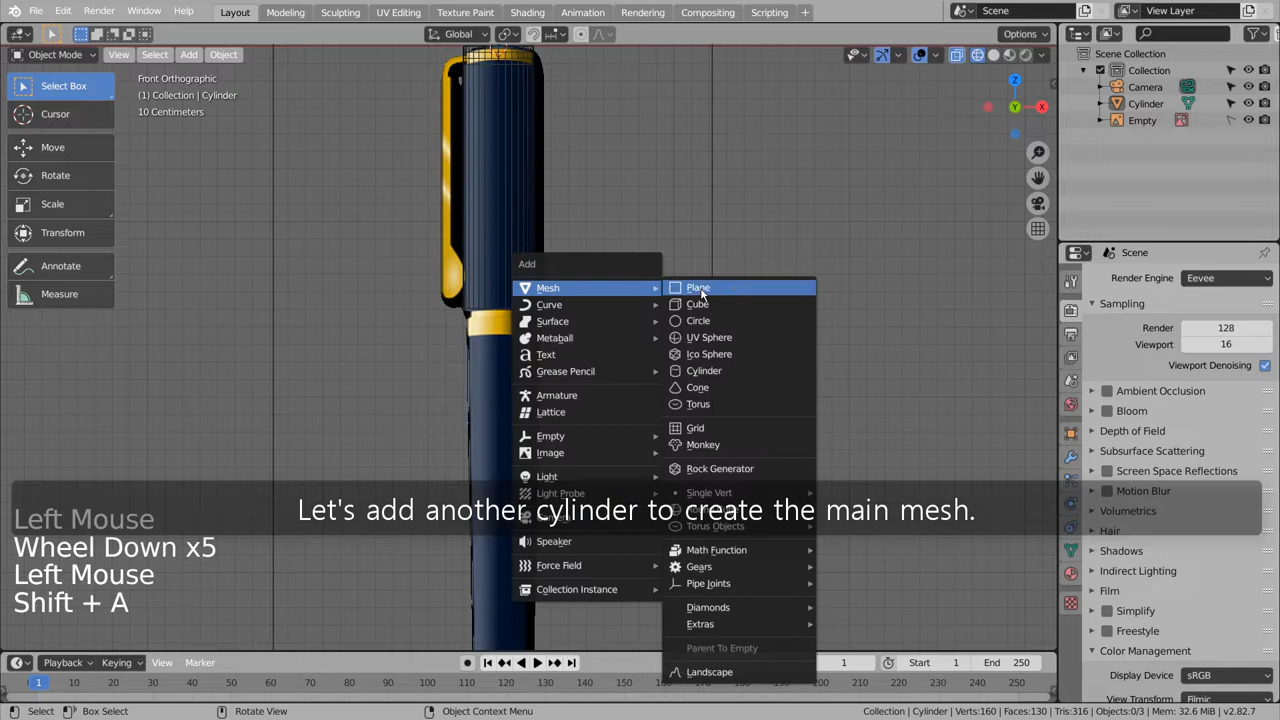 File Edit Render Window Help Layout Modeling Sculpting UV Editing Texture Paint Shading Animation Rendering Compositing Scripting + Scene View Layer
Global Options
Object Mode View Select Add Object
Select Box
Cursor
Move
Rotate
Scale
Transform
Annotate
Measure
Front Orthographic
(1) Collection | Cylinder
10 Centimeters
Z
Y
X
Add
Mesh
Curve
Surface
Metaball
Text
Grease Pencil
Armature
Lattice
Empty
Image
Light
Light Probe
Speaker
Force Field
Collection Instance
Plane
Cube
Circle
UV Sphere
Ico Sphere
Cylinder
Cone
Torus
Grid
Monkey
Rock Generator
Single Vert
Torus Objects
Math Function
Gears
Pipe Joints
Diamonds
Extras
Parent To Empty
Landscape
Let's add another cylinder to create the main mesh.
Left Mouse
Wheel Down x5
Left Mouse
Shift + A
Scene Collection
Collection
Camera
Cylinder
Empty
Scene
Render Engine Eevee
Sampling
Render 128
Viewport 16
Viewport Denoising
Ambient Occlusion
Bloom
Depth of Field
Subsurface Scattering
Screen Space Reflections
Motion Blur
Volumetrics
Hair
Shadows
Indirect Lighting
Film
Simplify
Freestyle
Color Management
Display Device sRGB
View Transform Filmic
Playback Keying View Marker 1 Start 1 End 250
1 10 20 30 40 50 60 70 80 90 100 110 120 130 140 150 160 170 180 190 200 210 220 230 240 250
Select Box Select Rotate View Object Context Menu Collection | Cylinder | Verts:160 | Faces:130 | Tris:316 | Objects:0/3 | Mem: 32.6 MiB | v2.82.7